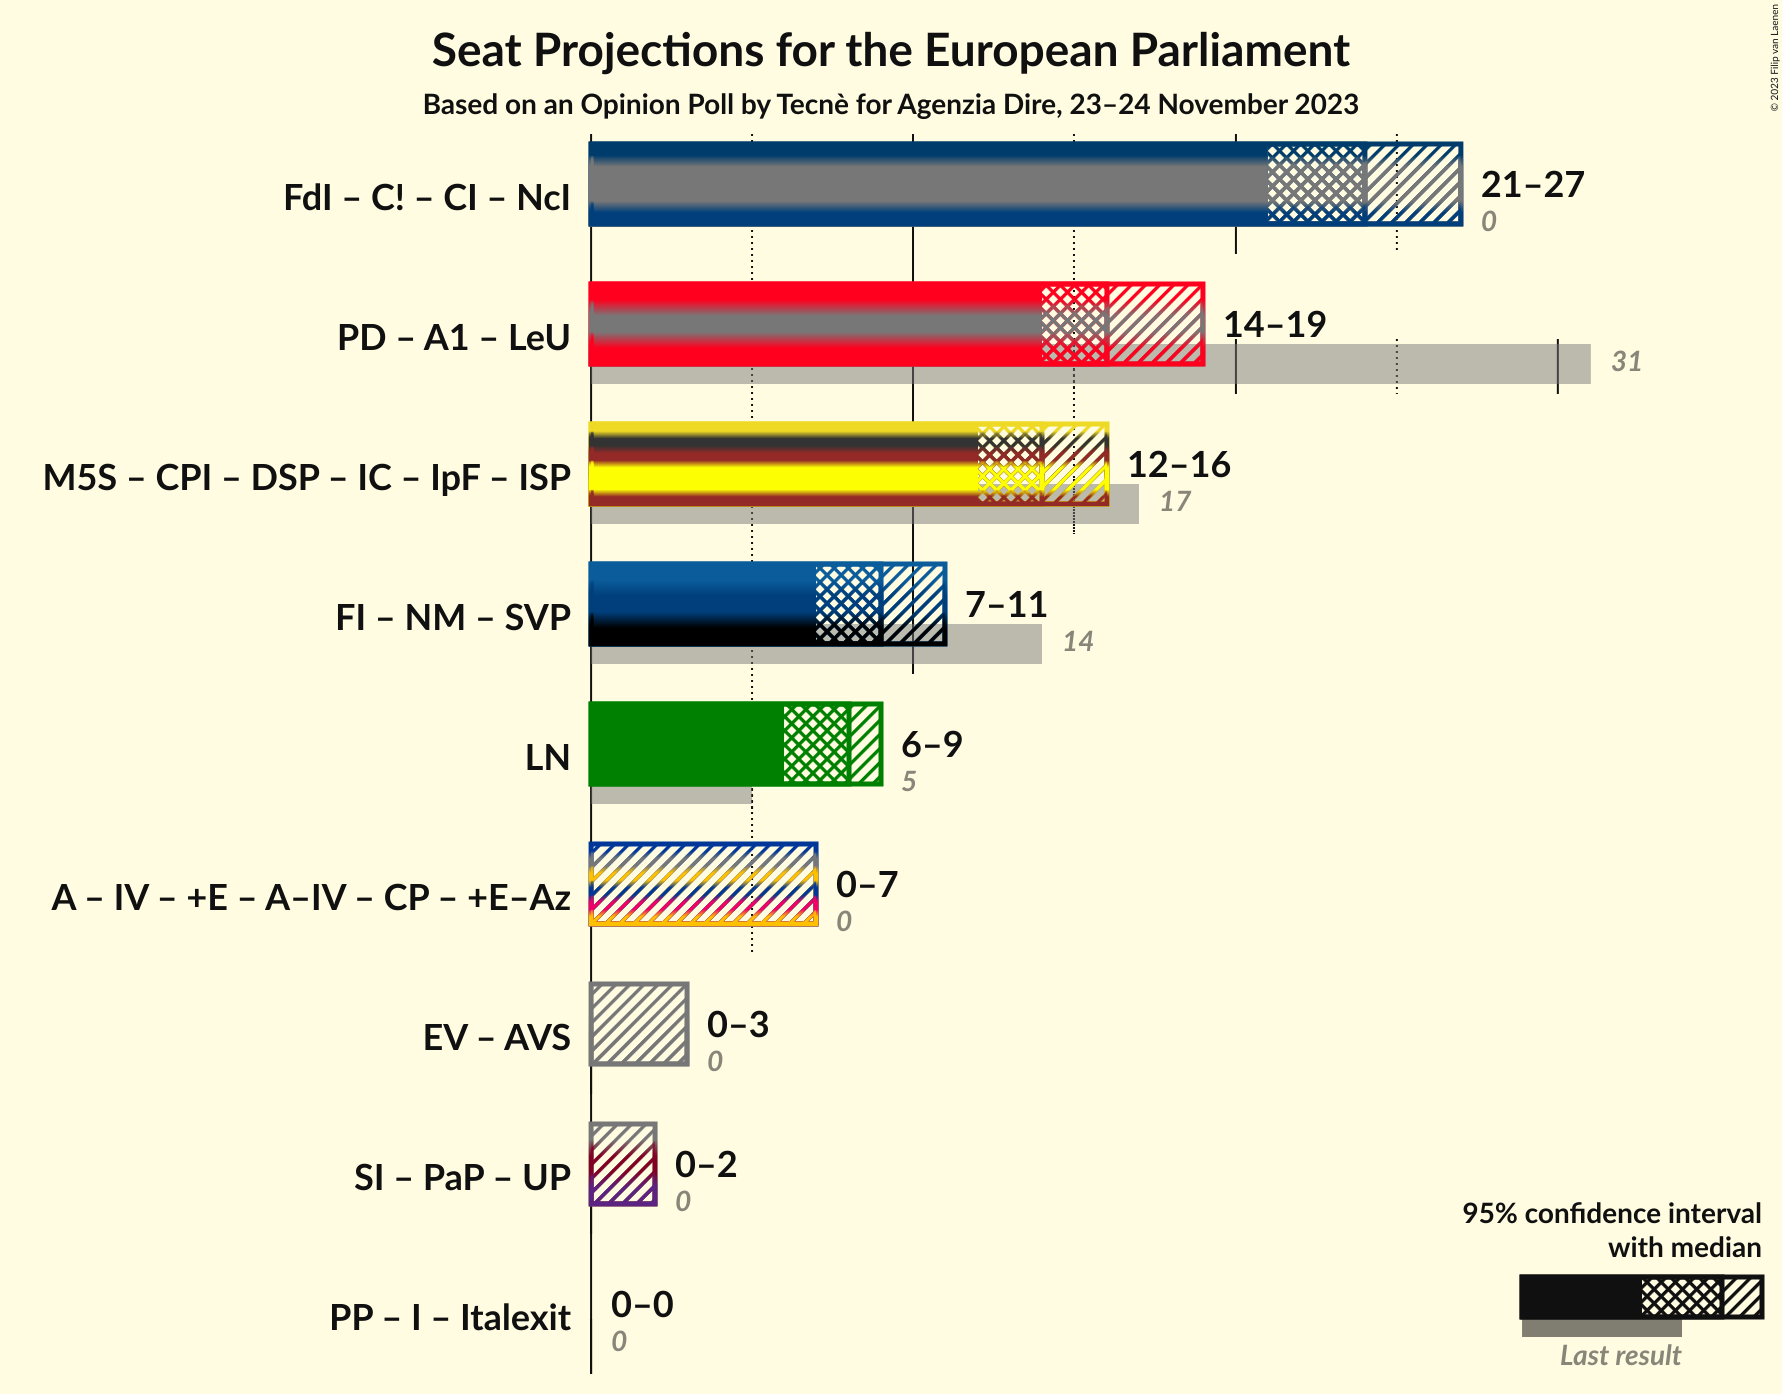 Seat Projections for the European Parliament
Based on an Opinion Poll by Tecnè for Agenzia Dire, 23–24 November 2023
© 2023 Filip van Laenen
FdI – C! – CI – NcI
21–27
0
PD – A1 – LeU
14–19
31
M5S – CPI – DSP – IC – IpF – ISP
12–16
17
FI – NM – SVP
7–11
14
LN
6–9
5
A – IV – +E – A–IV – CP – +E–Az
0–7
0
EV – AVS
0–3
0
SI – PaP – UP
0–2
0
PP – I – Italexit
0–0
0
95% confidence interval
with median
Last result